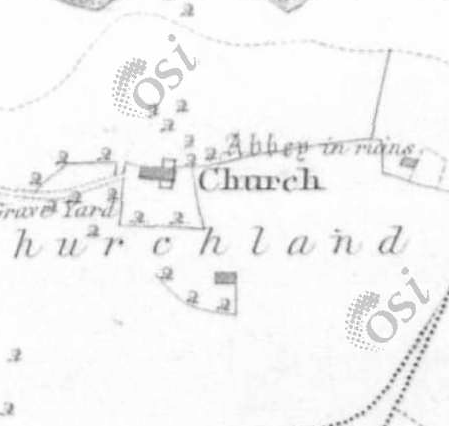 osi
Abbey in ruins
Church
Grave Yard
hurchland
osi